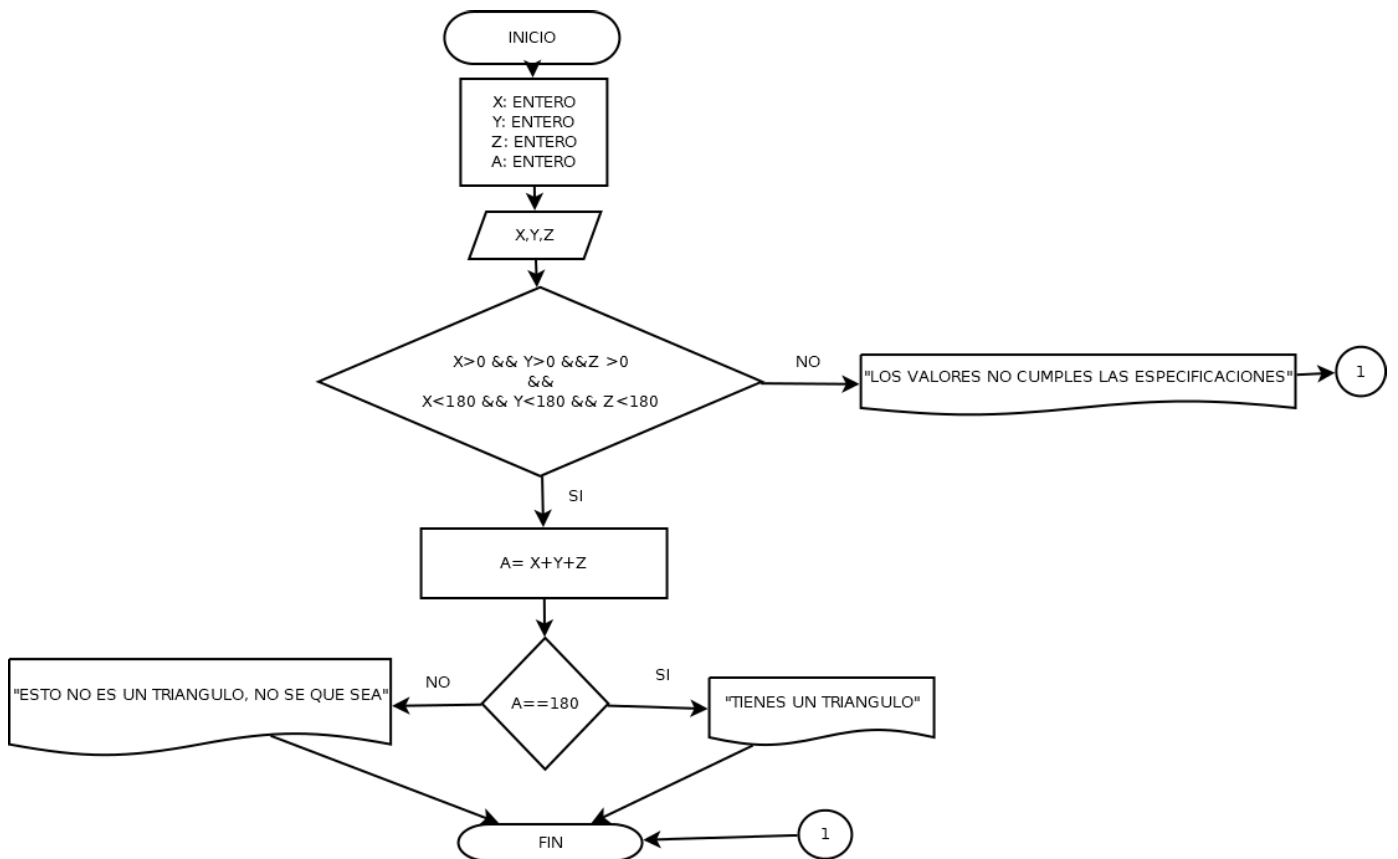 INICIO
X: ENTERO
Y: ENTERO
Z: ENTERO
A: ENTERO
X,Y,Z
X>0 && Y>0 &&Z >0
&&
X<180 && Y<180 && Z<180
NO
"LOS VALORES NO CUMPLES LAS ESPECIFICACIONES"
1
SI
A= X+Y+Z
A==180
NO
"ESTO NO ES UN TRIANGULO, NO SE QUE SEA"
SI
"TIENES UN TRIANGULO"
FIN
1